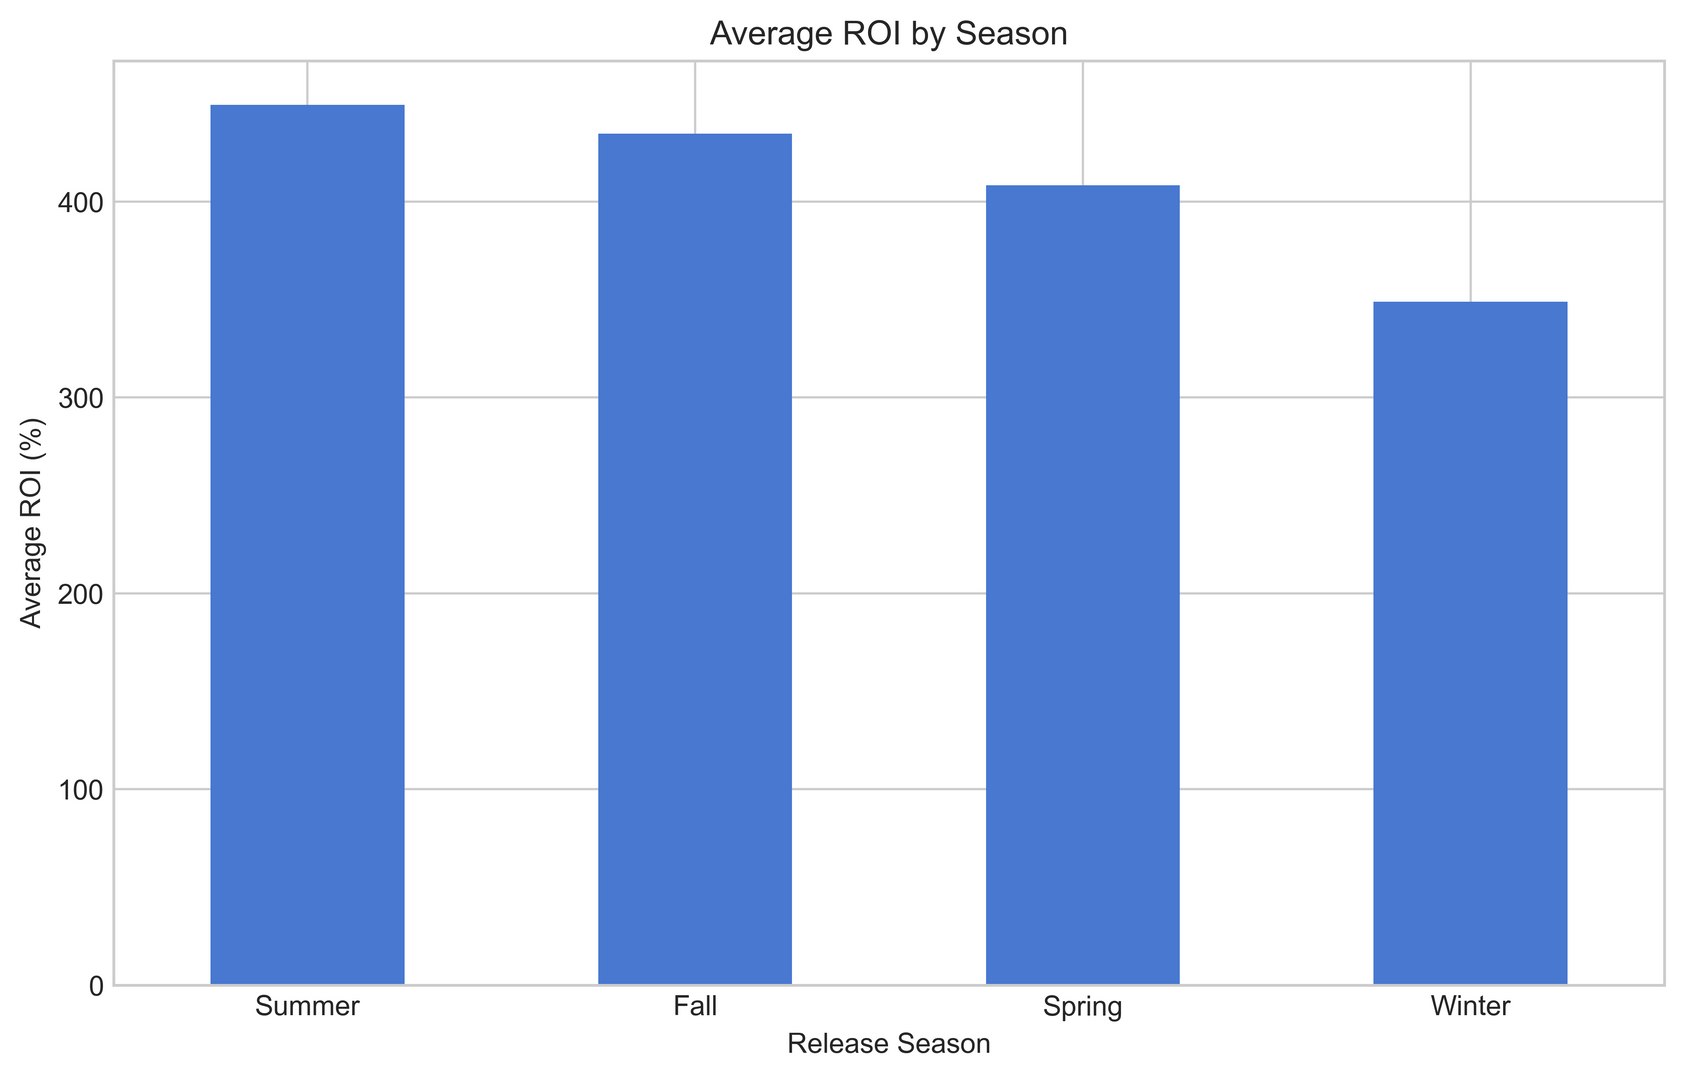 Average ROI by Season
Average ROI (%)
400
300
200
100
0
Summer Fall Spring Winter
Release Season